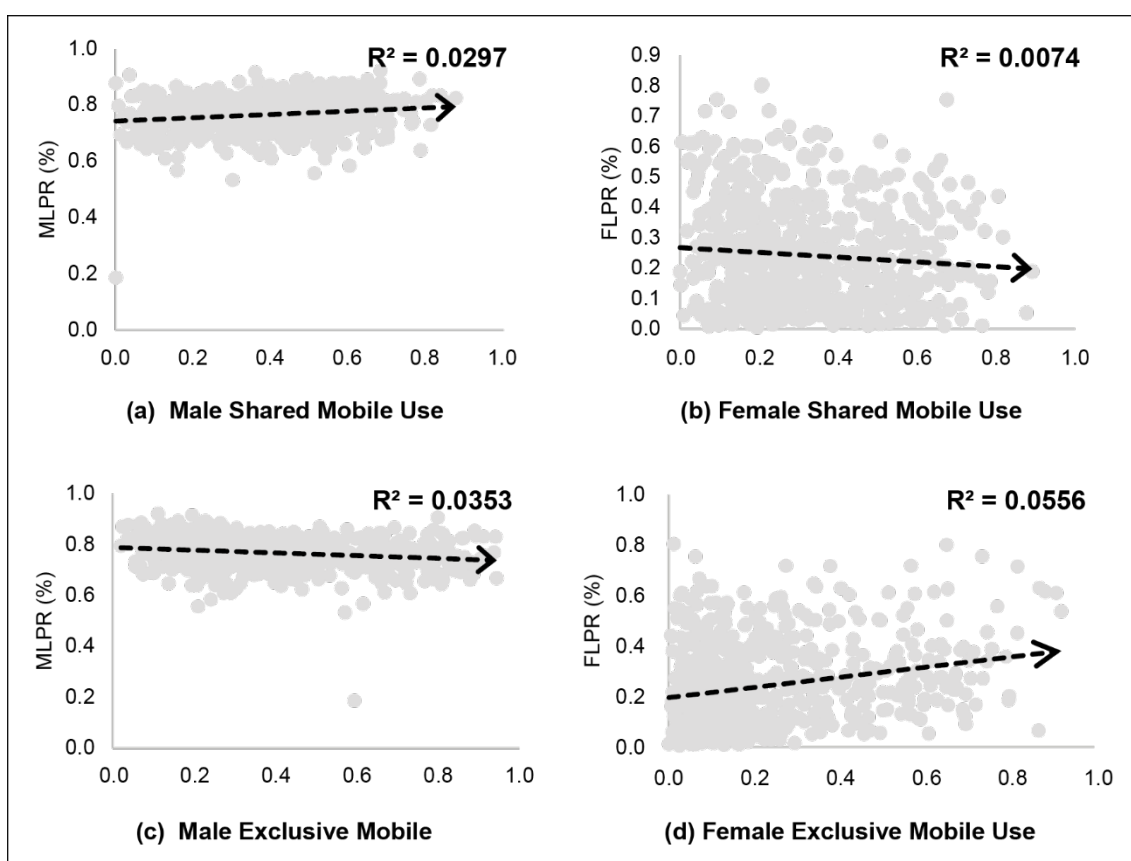 R² = 0.0297
1.0
0.8
0.6
0.4
0.2
0.0
MLPR (%)
0.0 0.2 0.4 0.6 0.8 1.0
(a) Male Shared Mobile Use
R² = 0.0074
0.9
0.8
0.7
0.6
0.5
0.4
0.3
0.2
0.1
0.0
FLPR (%)
0.0 0.2 0.4 0.6 0.8 1.0
(b) Female Shared Mobile Use
R² = 0.0353
1.0
0.8
0.6
0.4
0.2
0.0
MLPR (%)
0.0 0.2 0.4 0.6 0.8 1.0
(c) Male Exclusive Mobile
R² = 0.0556
1.0
0.8
0.6
0.4
0.2
0.0
FLPR (%)
0.0 0.2 0.4 0.6 0.8 1.0
(d) Female Exclusive Mobile Use